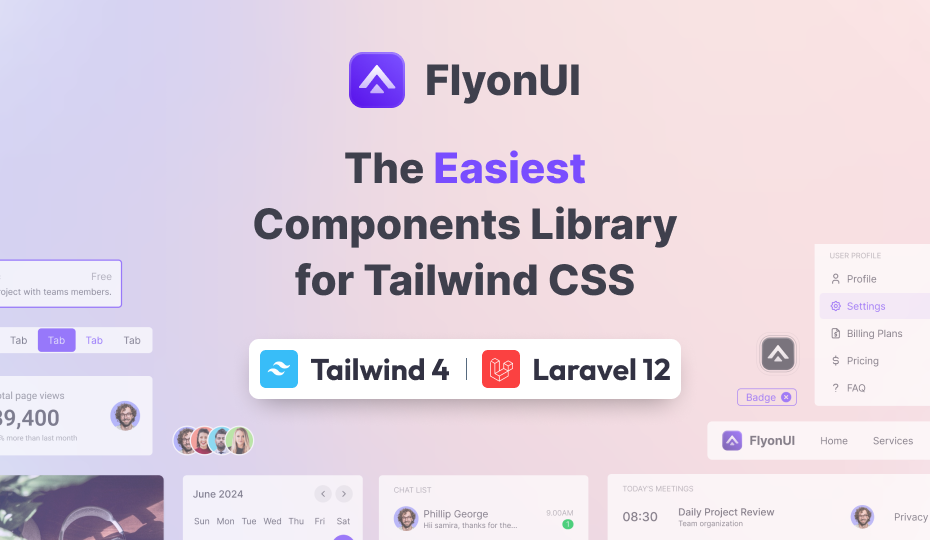 FlyonUI
The Easiest
Components Library
for Tailwind CSS
Tailwind 4
Laravel 12
Free
roject with teams members.
Tab
Tab
Tab
Tab
otal page views
39,400
% more than last month
USER PROFILE
Profile
Settings
Billing Plans
Pricing
FAQ
Badge
FlyonUI
Home
Services
June 2024
Sun Mon Tue Wed Thu Fri Sat
CHAT LIST
Phillip George
9.00AM
Hii samira, thanks for the...
1
TODAY'S MEETINGS
08:30
Daily Project Review
Team organization
Privacy